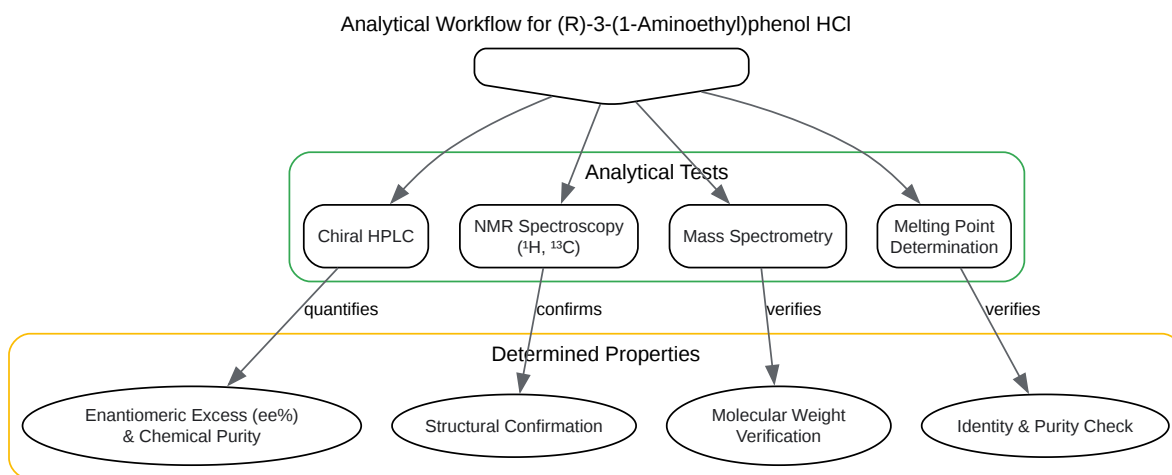 Analytical Workflow for (R)-3-(1-Aminoethyl)phenol HCl
Analytical Tests
Chiral HPLC
NMR Spectroscopy
(¹H, ¹³C)
Mass Spectrometry
Melting Point
Determination
quantifies
confirms
verifies
verifies
Determined Properties
Enantiomeric Excess (ee%)
& Chemical Purity
Structural Confirmation
Molecular Weight
Verification
Identity & Purity Check